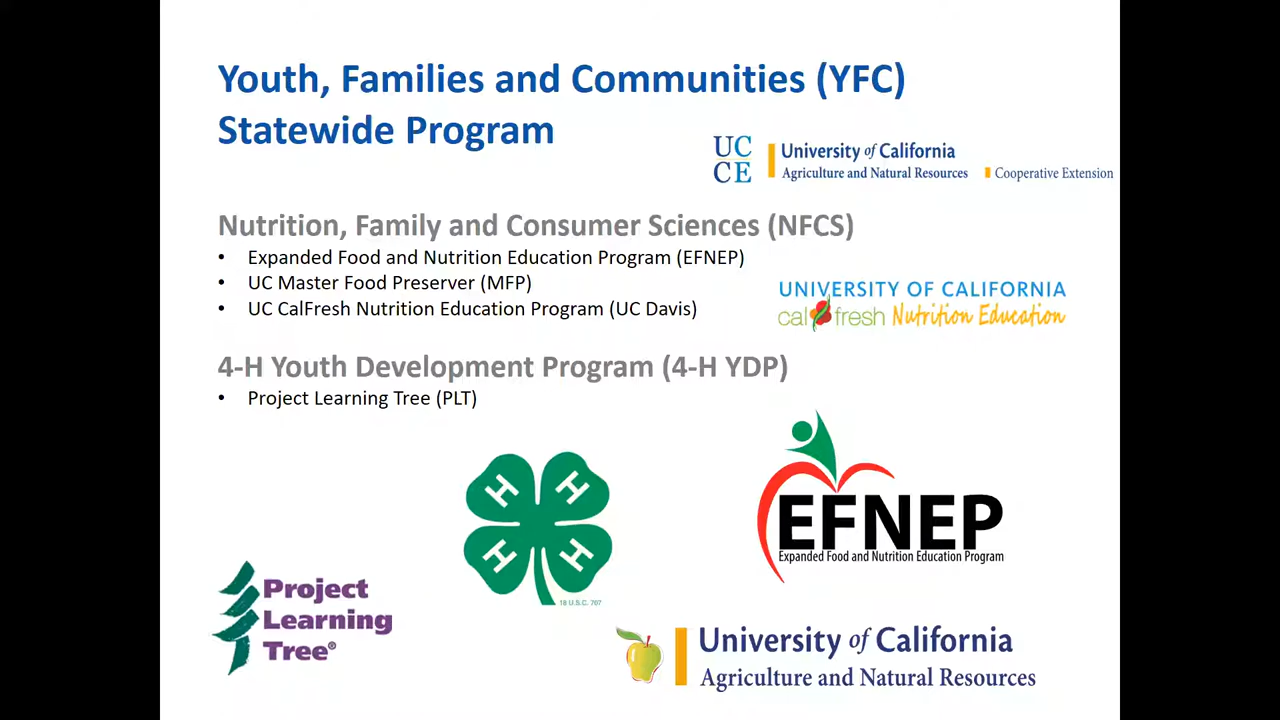 Youth, Families and Communities (YFC)
Statewide Program
UC
CE
University of California
Agriculture and Natural Resources
Cooperative Extension
Nutrition, Family and Consumer Sciences (NFCS)
• Expanded Food and Nutrition Education Program (EFNEP)
• UC Master Food Preserver (MFP)
• UC CalFresh Nutrition Education Program (UC Davis)
UNIVERSITY OF CALIFORNIA
cal fresh Nutrition Education
4-H Youth Development Program (4-H YDP)
• Project Learning Tree (PLT)
H H
H H
18 U.S.C. 707
EFNEP
Expanded Food and Nutrition Education Program
Project
Learning
Tree®
University of California
Agriculture and Natural Resources